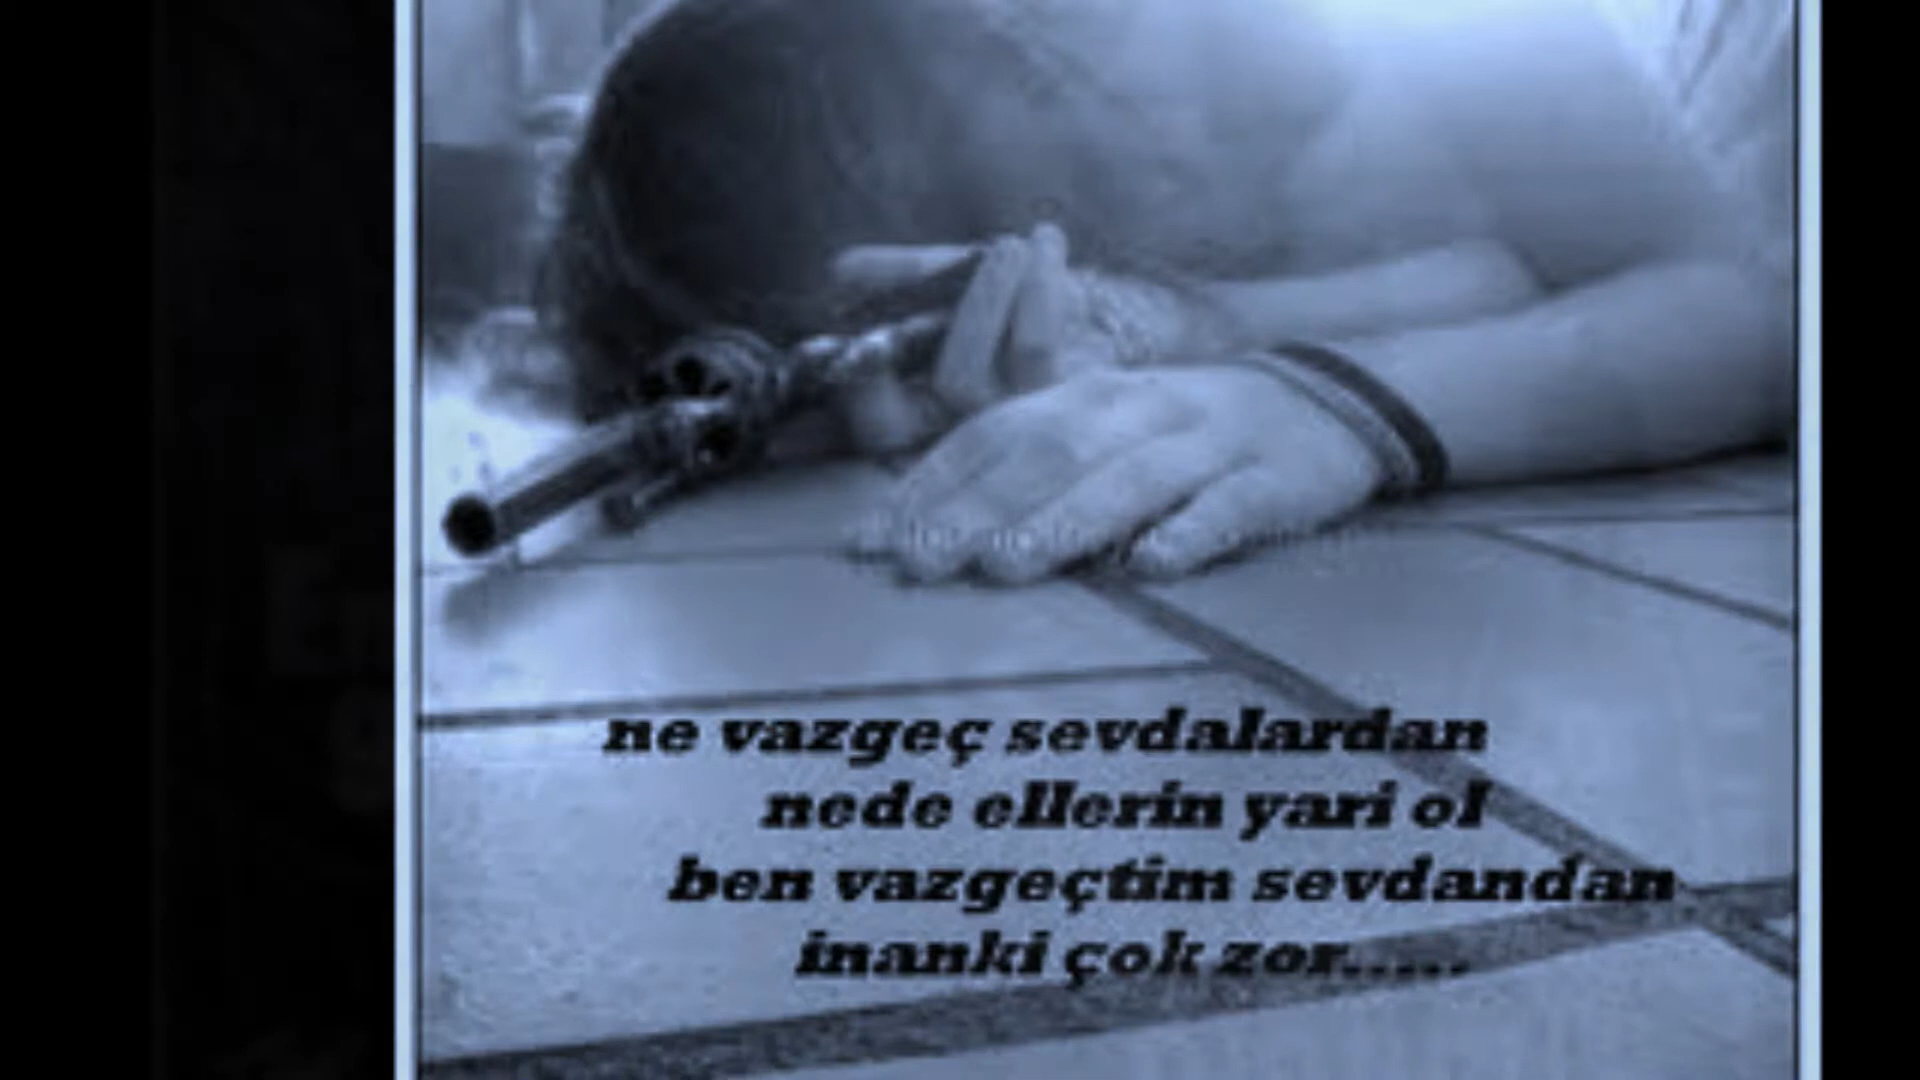 ne vazgeç sevdalardan
nede ellerin yari ol
ben vazgeçtim sevdandan
inanki çok zor.....